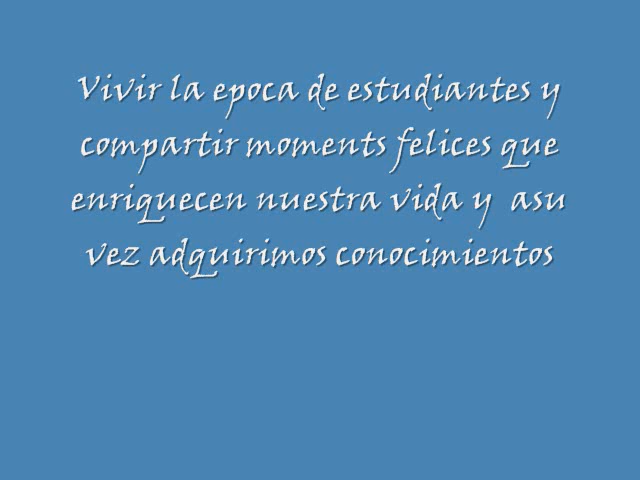 Vivir la epoca de estudiantes y
compartir moments felices que
enriquecen nuestra vida y asu
vez adquirimos conocimientos